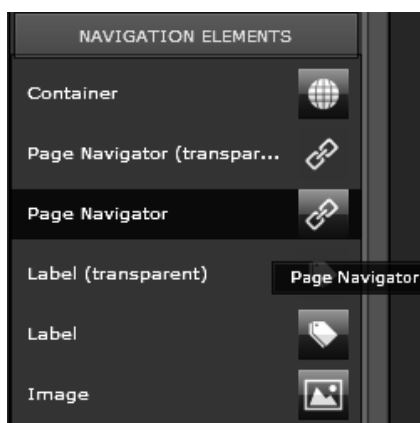 NAVIGATION ELEMENTS
Container
Page Navigator (transpar...
Page Navigator
Label (transparent)
Page Navigator
Label
Image